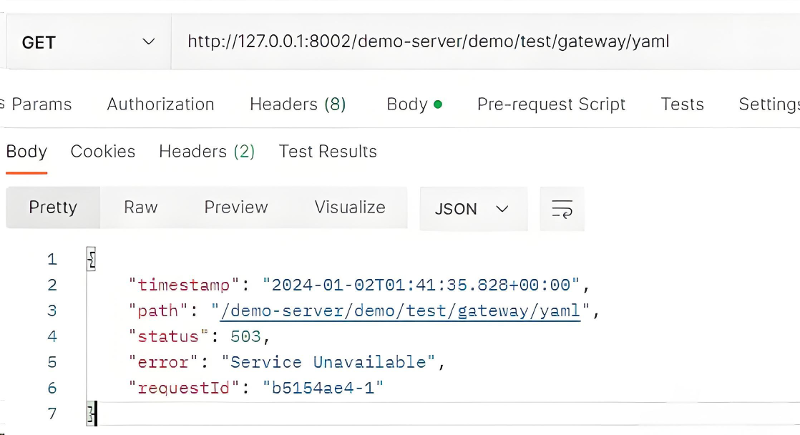 GET http://127.0.0.1:8002/demo-server/demo/test/gateway/yaml
s Params Authorization Headers (8) Body Pre-request Script Tests Settings
Body Cookies Headers (2) Test Results
Pretty Raw Preview Visualize JSON
1 {
2 "timestamp": "2024-01-02T01:41:35.828+00:00",
3 "path": "/demo-server/demo/test/gateway/yaml",
4 "status": 503,
5 "error": "Service Unavailable",
6 "requestId": "b5154ae4-1"
7 }